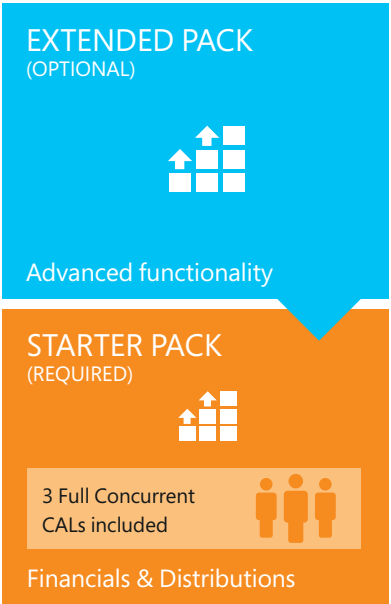 EXTENDED PACK
(OPTIONAL)
Advanced functionality
STARTER PACK
(REQUIRED)
3 Full Concurrent
CALs included
Financials & Distributions